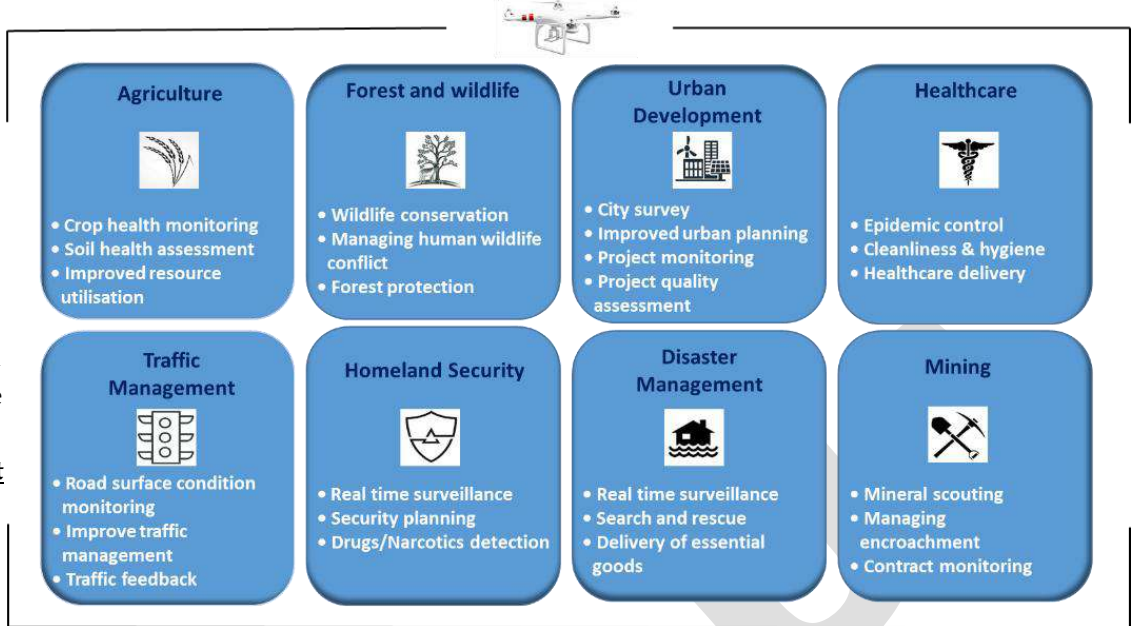 Agriculture
• Crop health monitoring
• Soil health assessment
• Improved resource
utilisation
Forest and wildlife
• Wildlife conservation
• Managing human wildlife
conflict
• Forest protection
Urban
Development
• City survey
• Improved urban planning
• Project monitoring
• Project quality
assessment
Healthcare
• Epidemic control
• Cleanliness & hygiene
• Healthcare delivery
Traffic
Management
• Road surface condition
monitoring
• Improve traffic
management
• Traffic feedback
Homeland Security
• Real time surveillance
• Security planning
• Drugs/Narcotics detection
Disaster
Management
• Real time surveillance
• Search and rescue
• Delivery of essential
goods
Mining
• Mineral scouting
• Managing
encroachment
• Contract monitoring